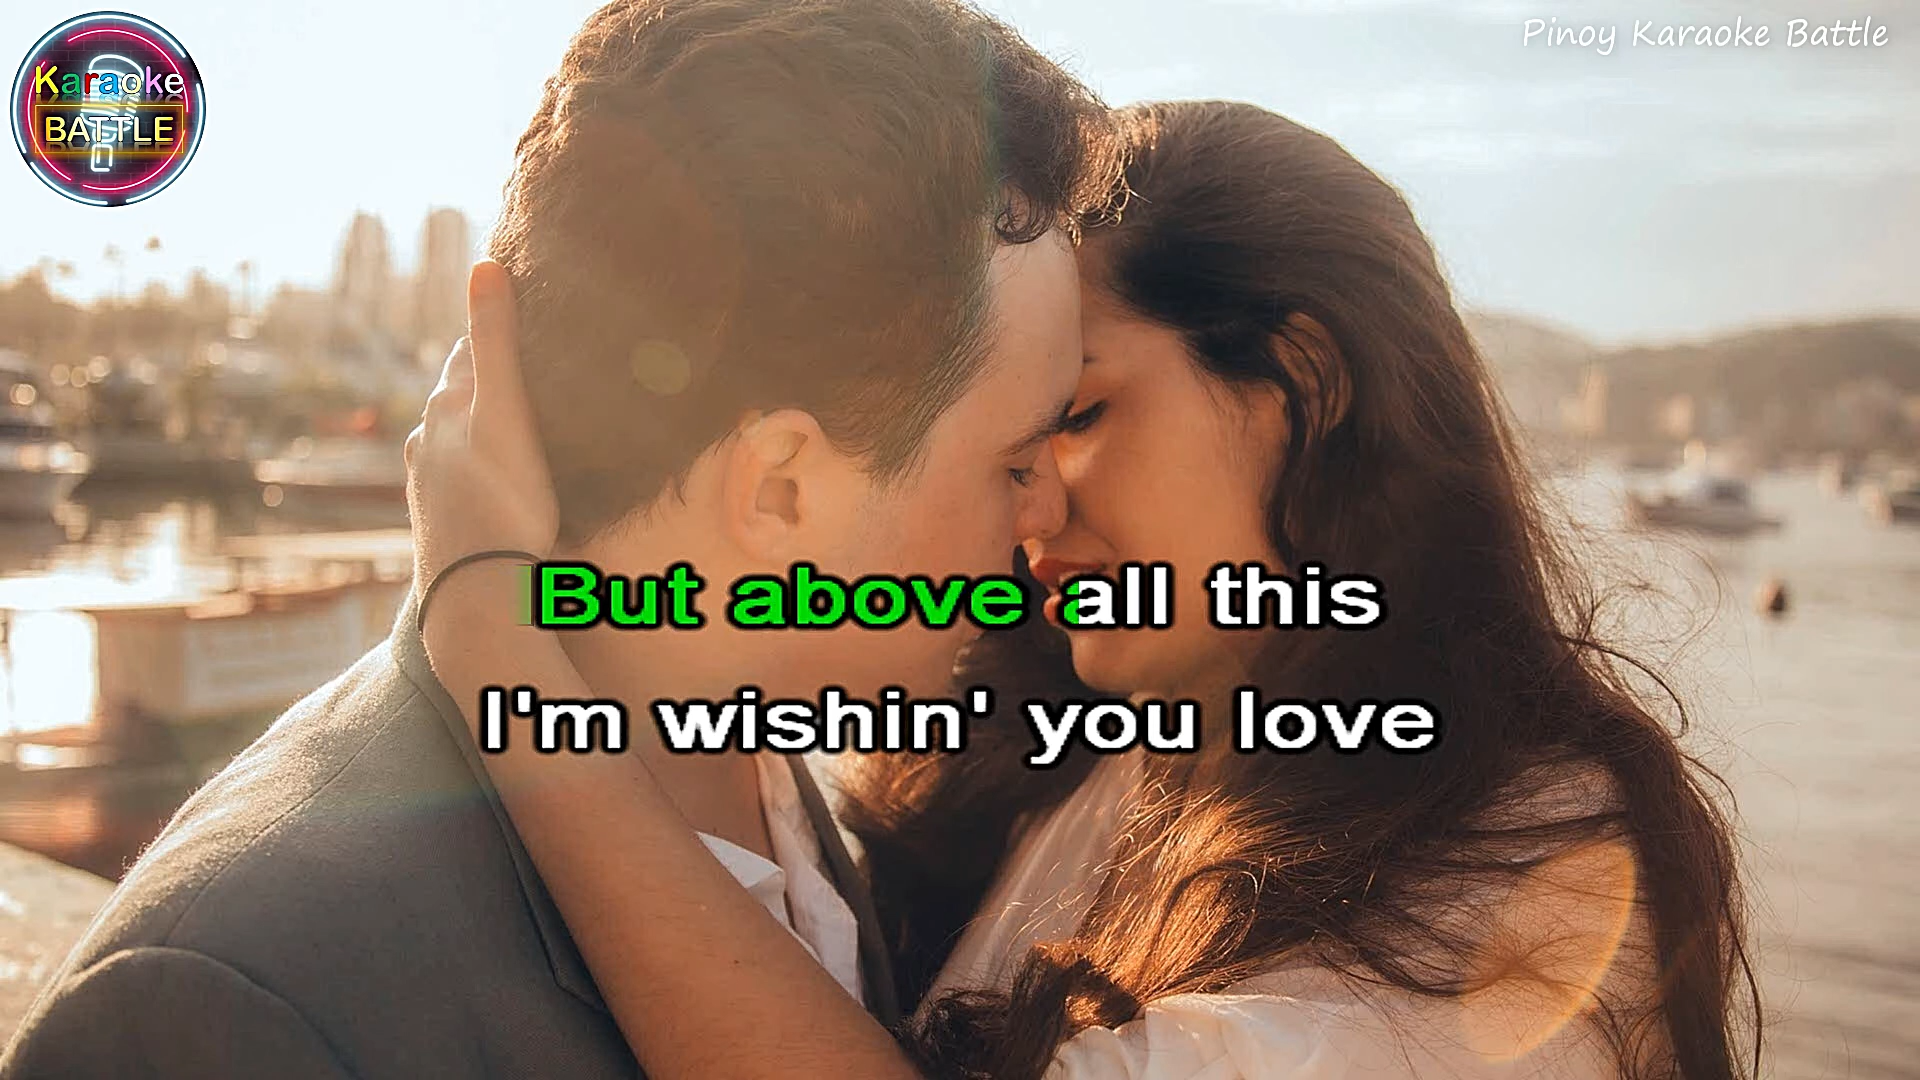 Karaoke
BATTLE
Pinoy Karaoke Battle
But above all this
I'm wishin' you love